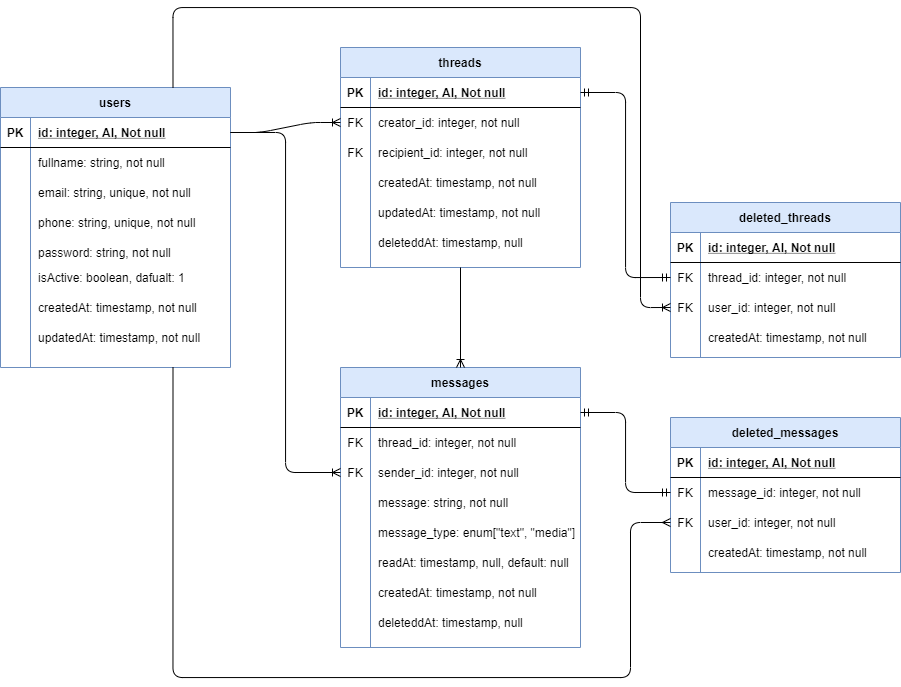 users
PK id: integer, AI, Not null
fullname: string, not null
email: string, unique, not null
phone: string, unique, not null
password: string, not null
isActive: boolean, dafualt: 1
createdAt: timestamp, not null
updatedAt: timestamp, not null
threads
PK id: integer, AI, Not null
FK creator_id: integer, not null
FK recipient_id: integer, not null
createdAt: timestamp, not null
updatedAt: timestamp, not null
deleteddAt: timestamp, null
messages
PK id: integer, AI, Not null
FK thread_id: integer, not null
FK sender_id: integer, not null
message: string, not null
message_type: enum["text", "media"]
readAt: timestamp, null, default: null
createdAt: timestamp, not null
deleteddAt: timestamp, null
deleted_threads
PK id: integer, AI, Not null
FK thread_id: integer, not null
FK user_id: integer, not null
createdAt: timestamp, not null
deleted_messages
PK id: integer, AI, Not null
FK message_id: integer, not null
FK user_id: integer, not null
createdAt: timestamp, not null